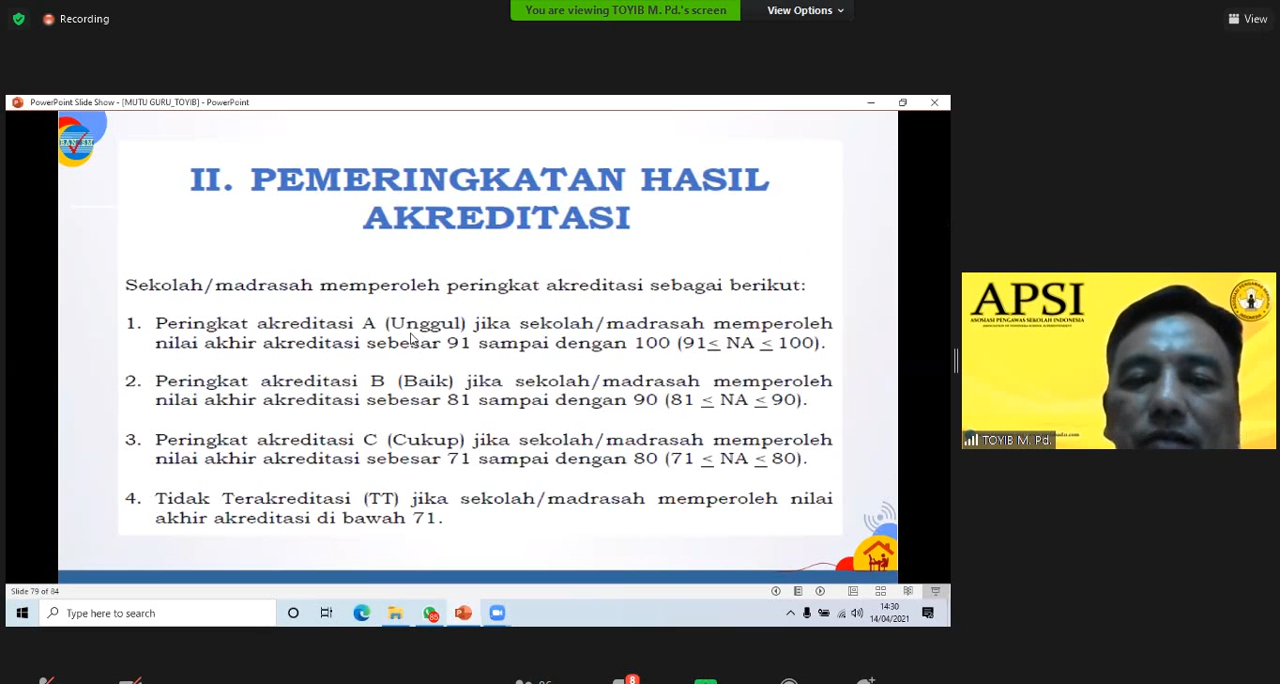 Recording
You are viewing TOYIB M. Pd.'s screen
View Options
View
PowerPoint Slide Show - [MUTU GURU_TOYIB] - PowerPoint
II. PEMERINGKATAN HASIL
AKREDITASI
Sekolah/madrasah memperoleh peringkat akreditasi sebagai berikut:
1. Peringkat akreditasi A (Unggul) jika sekolah/madrasah memperoleh
nilai akhir akreditasi sebesar 91 sampai dengan 100 (91≤ NA ≤ 100).
2. Peringkat akreditasi B (Baik) jika sekolah/madrasah memperoleh
nilai akhir akreditasi sebesar 81 sampai dengan 90 (81 ≤ NA ≤ 90).
3. Peringkat akreditasi C (Cukup) jika sekolah/madrasah memperoleh
nilai akhir akreditasi sebesar 71 sampai dengan 80 (71 ≤ NA ≤ 80).
4. Tidak Terakreditasi (TT) jika sekolah/madrasah memperoleh nilai
akhir akreditasi di bawah 71.
APSI
ASOSIASI PENGAWAS SEKOLAH INDONESIA
TOYIB M. Pd.
Slide 79 of 84
Type here to search
14:30
14/04/2021
8